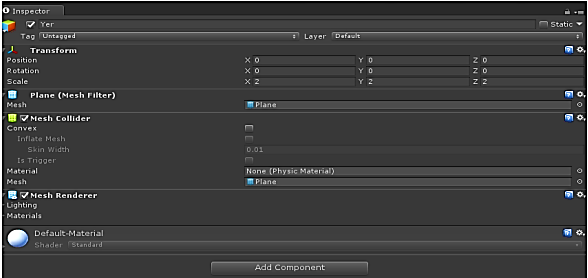 Inspector
Yer Static
Tag Untagged Layer Default
Transform
Position X 0 Y 0 Z 0
Rotation X 0 Y 0 Z 0
Scale X 2 Y 2 Z 2
Plane (Mesh Filter)
Mesh Plane
Mesh Collider
Convex
Inflate Mesh
Skin Width 0.01
Is Trigger
Material None (Physic Material)
Mesh Plane
Mesh Renderer
Lighting
Materials
Default-Material
Shader Standard
Add Component